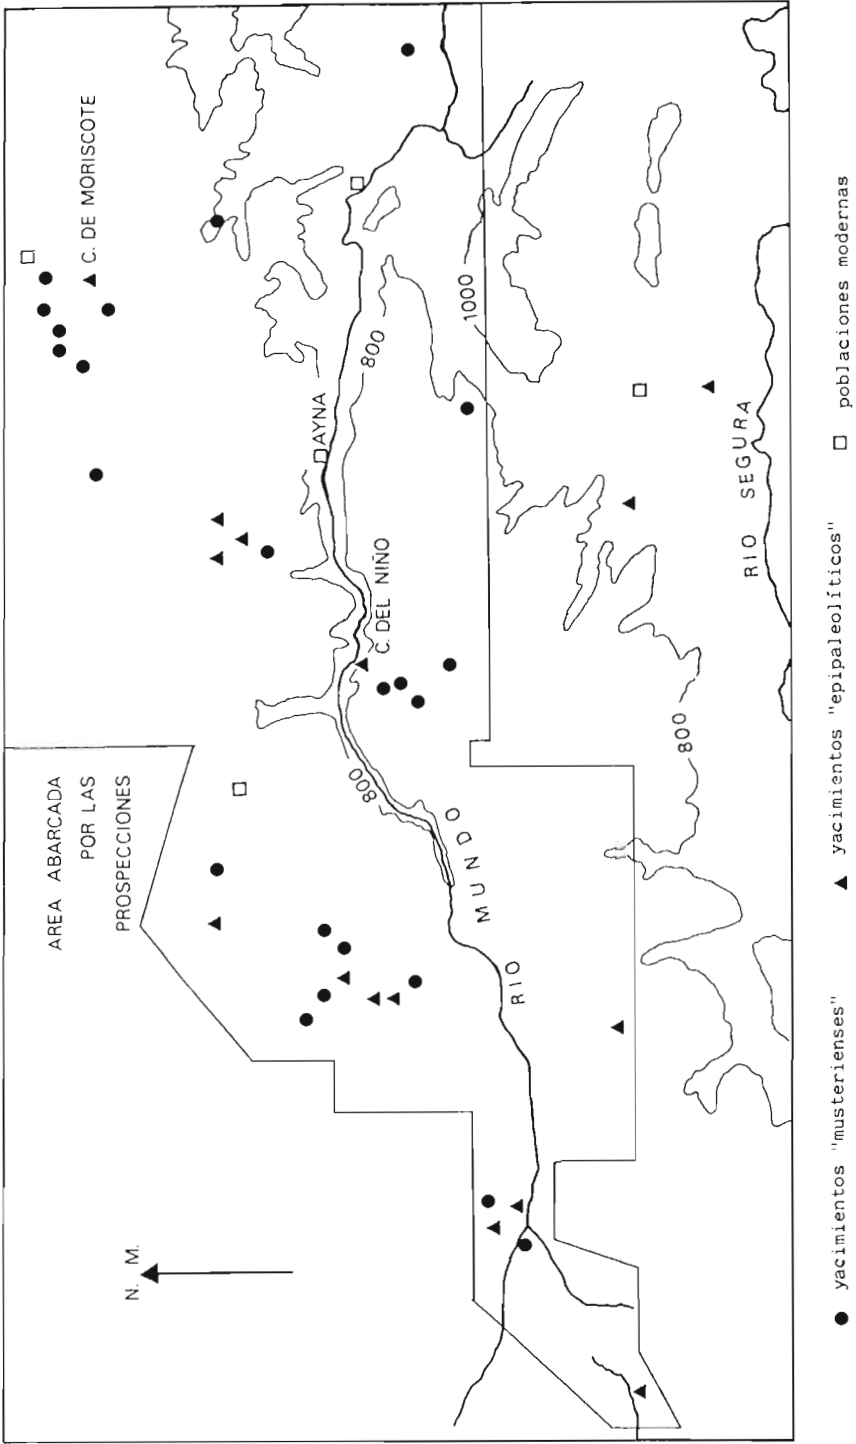 N. M.
AREA ABARCADA
POR LAS
PROSPECCIONES
C. DE MORISCOTE
AYNA
C. DEL NIÑO
800
800
1000
800
RIO MUNDO
RIO SEGURA
● yacimientos "musterienses"
▲ yacimientos "epipaleolíticos"
□ poblaciones modernas